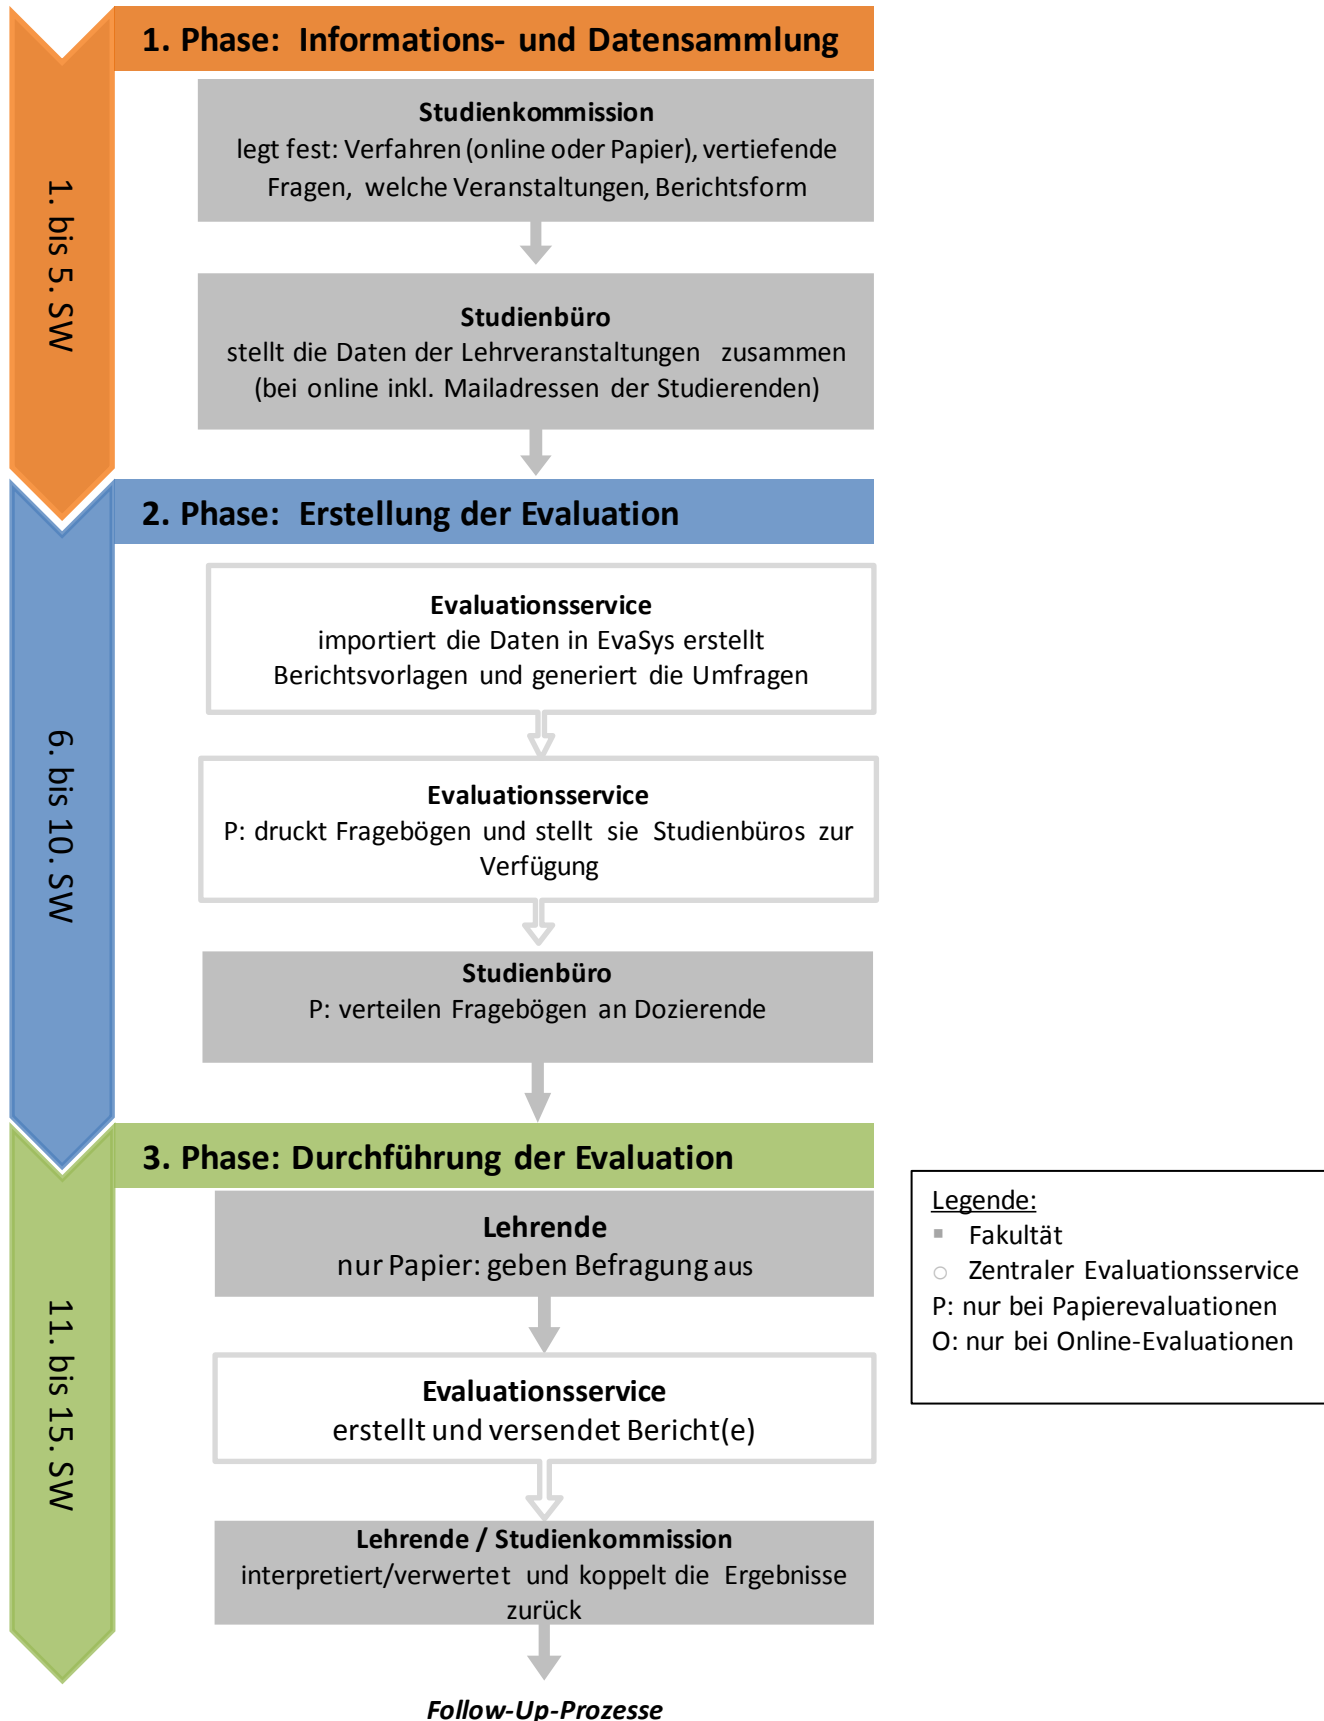 1. Phase: Informations- und Datensammlung
1. bis 5. SW
Studienkommission
legt fest: Verfahren (online oder Papier), vertiefende
Fragen, welche Veranstaltungen, Berichtsform
Studienbüro
stellt die Daten der Lehrveranstaltungen zusammen
(bei online inkl. Mailadressen der Studierenden)
2. Phase: Erstellung der Evaluation
6. bis 10. SW
Evaluationsservice
importiert die Daten in EvaSys erstellt
Berichtsvorlagen und generiert die Umfragen
Evaluationsservice
P: druckt Fragebögen und stellt sie Studienbüros zur
Verfügung
Studienbüro
P: verteilen Fragebögen an Dozierende
3. Phase: Durchführung der Evaluation
11. bis 15. SW
Lehrende
nur Papier: geben Befragung aus
Evaluationsservice
erstellt und versendet Bericht(e)
Lehrende / Studienkommission
interpretiert/verwertet und koppelt die Ergebnisse
zurück
Follow-Up-Prozesse
Legende:
Fakultät
Zentraler Evaluationsservice
P: nur bei Papierevaluationen
O: nur bei Online-Evaluationen